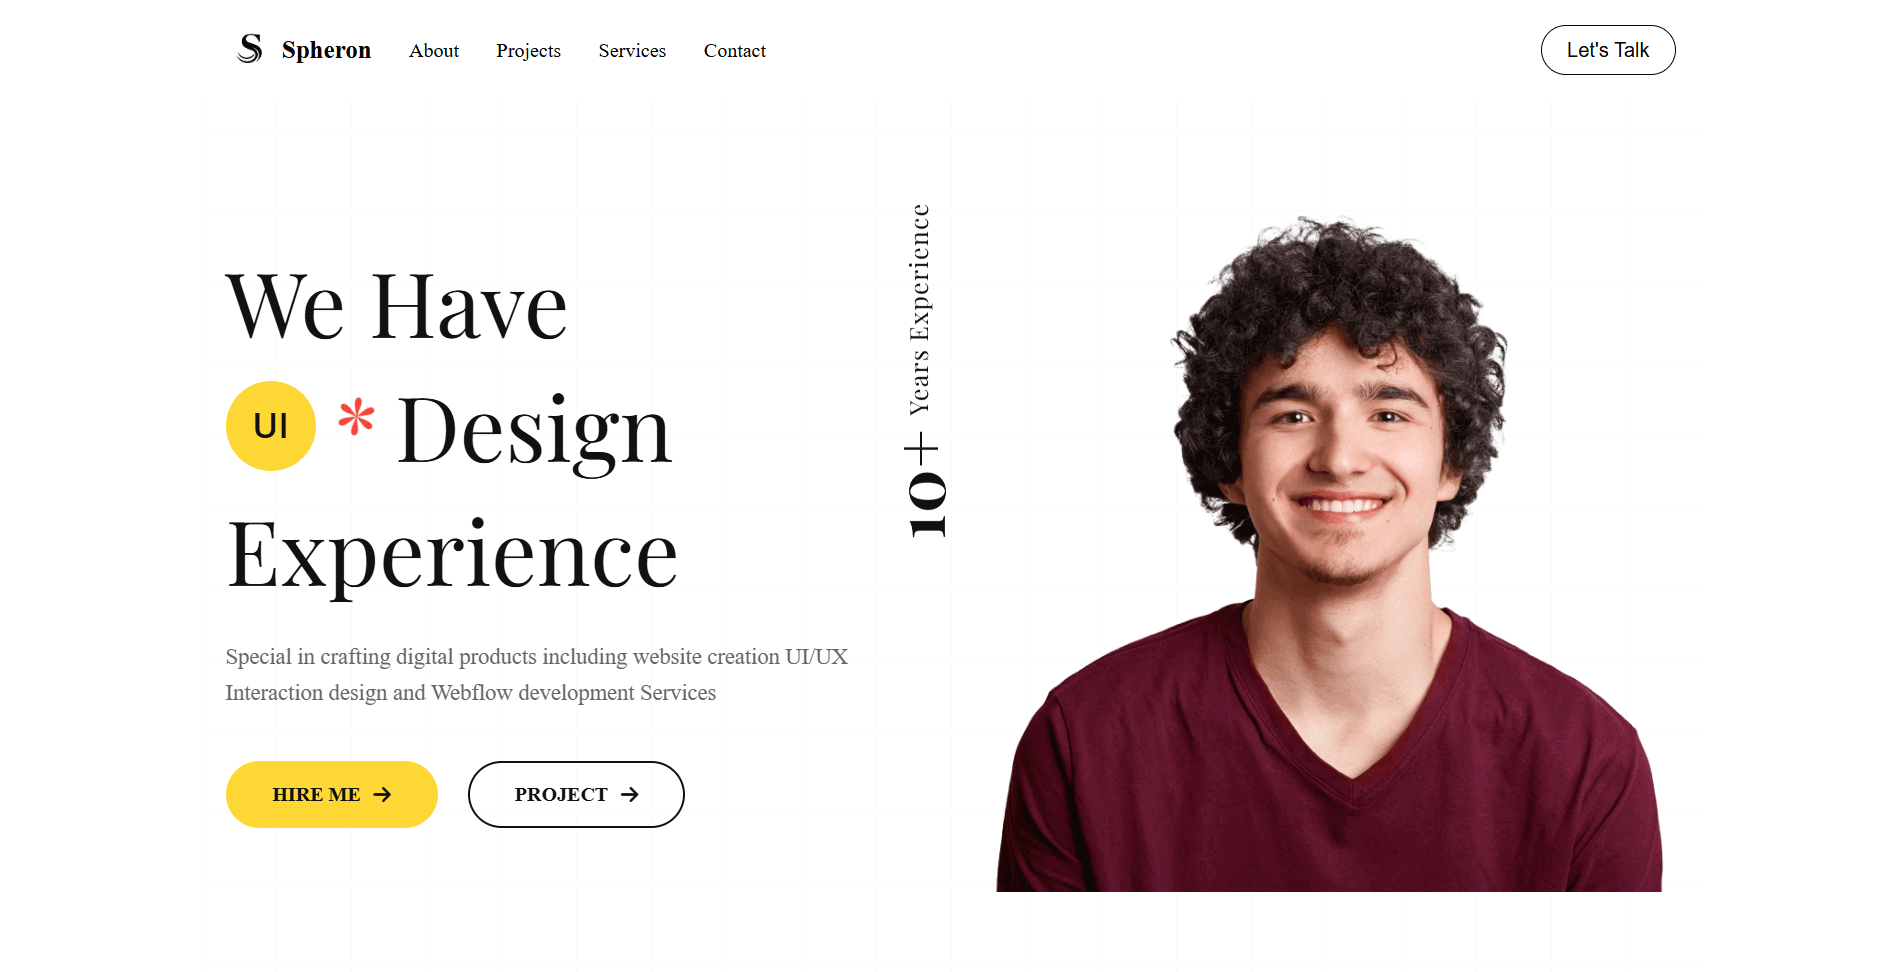 Spheron
About
Projects
Services
Contact
Let's Talk
We Have
UI * Design
Experience
Special in crafting digital products including website creation UI/UX
Interaction design and Webflow development Services
HIRE ME
PROJECT
10+ Years Experience